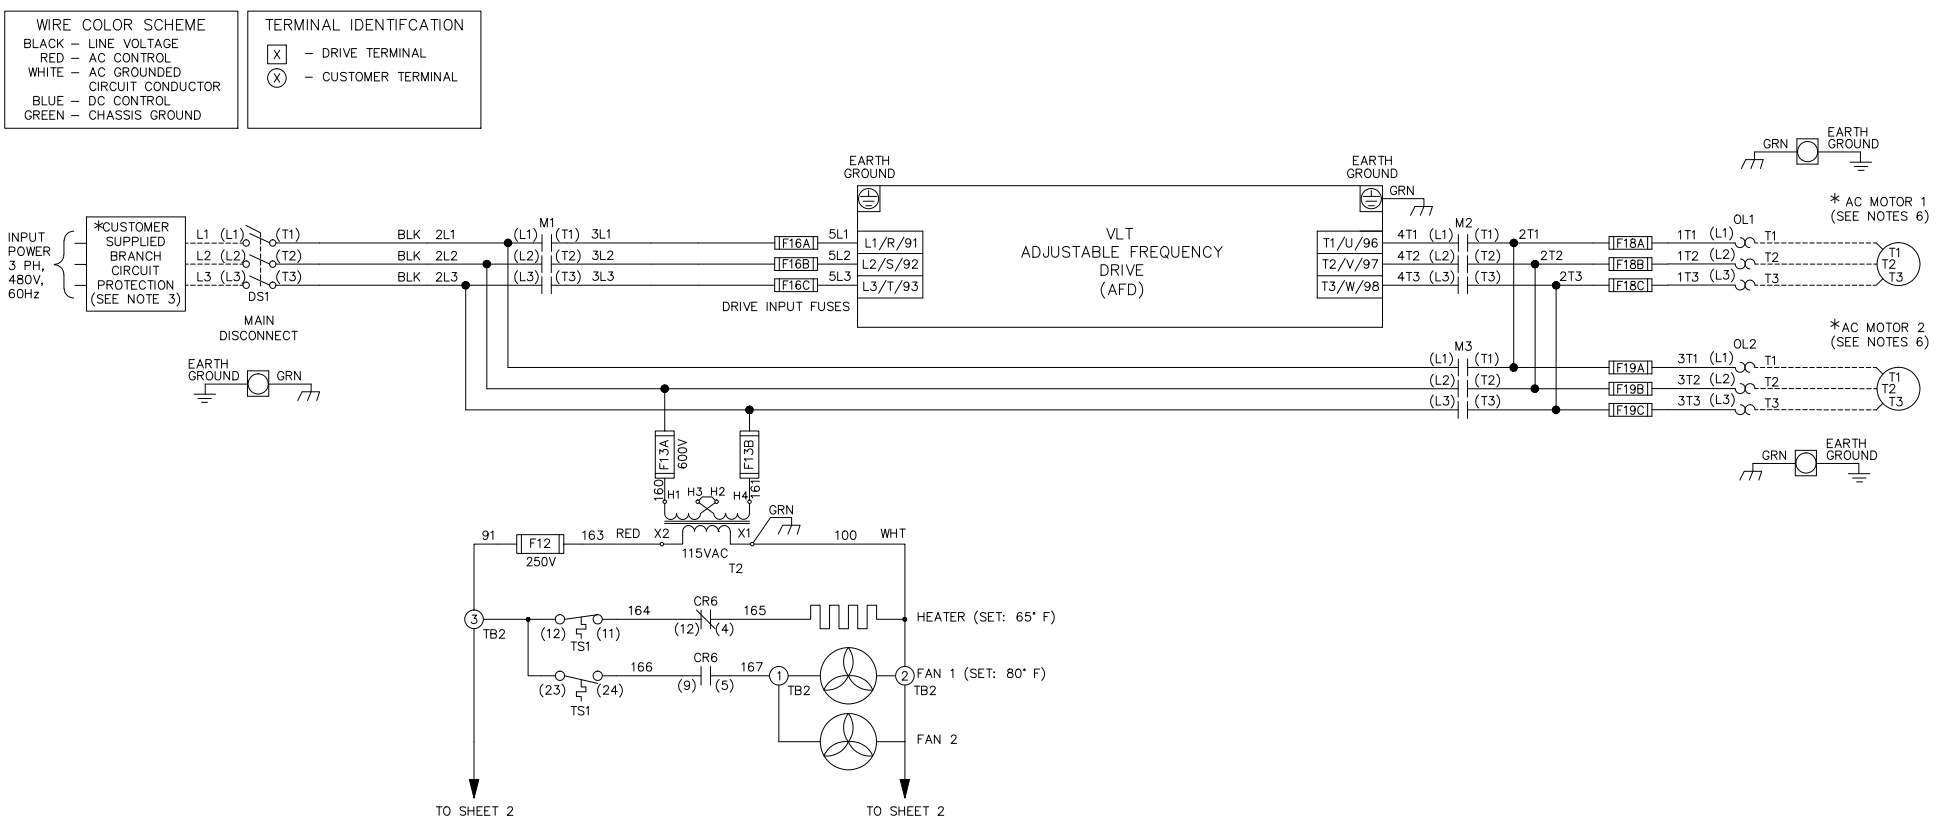 WIRE COLOR SCHEME
BLACK – LINE VOLTAGE
RED – AC CONTROL
WHITE – AC GROUNDED
CIRCUIT CONDUCTOR
BLUE – DC CONTROL
GREEN – CHASSIS GROUND
TERMINAL IDENTIFCATION
X – DRIVE TERMINAL
X – CUSTOMER TERMINAL
INPUT
POWER
3 PH,
480V,
60Hz
*CUSTOMER
SUPPLIED
BRANCH
CIRCUIT
PROTECTION
(SEE NOTE 3)
L1 (L1) (T1) BLK 2L1 (L1) M1 (T1) 3L1 F16A 5L1 L1/R/91
L2 (L2) (T2) BLK 2L2 (L2) (T2) 3L2 F16B 5L2 L2/S/92
L3 (L3) (T3) BLK 2L3 (L3) (T3) 3L3 F16C 5L3 L3/T/93
DS1
MAIN
DISCONNECT
DRIVE INPUT FUSES
EARTH
GROUND
GRN
EARTH
GROUND
VLT
ADJUSTABLE FREQUENCY
DRIVE
(AFD)
EARTH
GROUND
GRN
T1/U/96 4T1 (L1) M2 (T1) 2T1 F18A 1T1 (L1) OL1 T1
T2/V/97 4T2 (L2) (T2) 2T2 F18B 1T2 (L2) T2
T3/W/98 4T3 (L3) (T3) 2T3 F18C 1T3 (L3) T3
GRN
EARTH
GROUND
* AC MOTOR 1
(SEE NOTES 6)
T1
T2
T3
(L1) M3 (T1) F19A 3T1 (L1) OL2 T1
(L2) (T2) F19B 3T2 (L2) T2
(L3) (T3) F19C 3T3 (L3) T3
*AC MOTOR 2
(SEE NOTES 6)
T1
T2
T3
GRN
EARTH
GROUND
F13A
600V
F13B
160
161
H1 H3 H2 H4
GRN
91 F12 163 RED X2 X1 100 WHT
250V
115VAC
T2
3
TB2
(12) (11)
TS1
164
CR6
(12) (4)
165
HEATER (SET: 65° F)
(23) (24)
TS1
166
CR6
(9) (5)
167
1
TB2
2
TB2
FAN 1 (SET: 80° F)
FAN 2
TO SHEET 2
TO SHEET 2